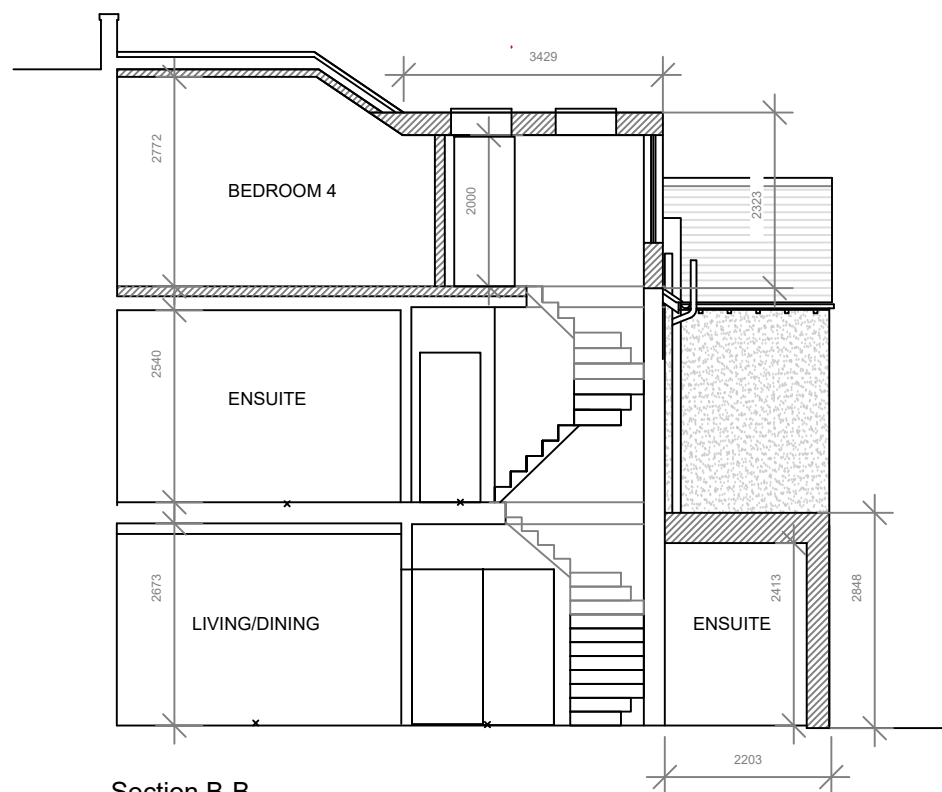 3429
2772
BEDROOM 4
2000
2323
2540
ENSUITE
2673
LIVING/DINING
ENSUITE
2413
2848
2203
Section B-B